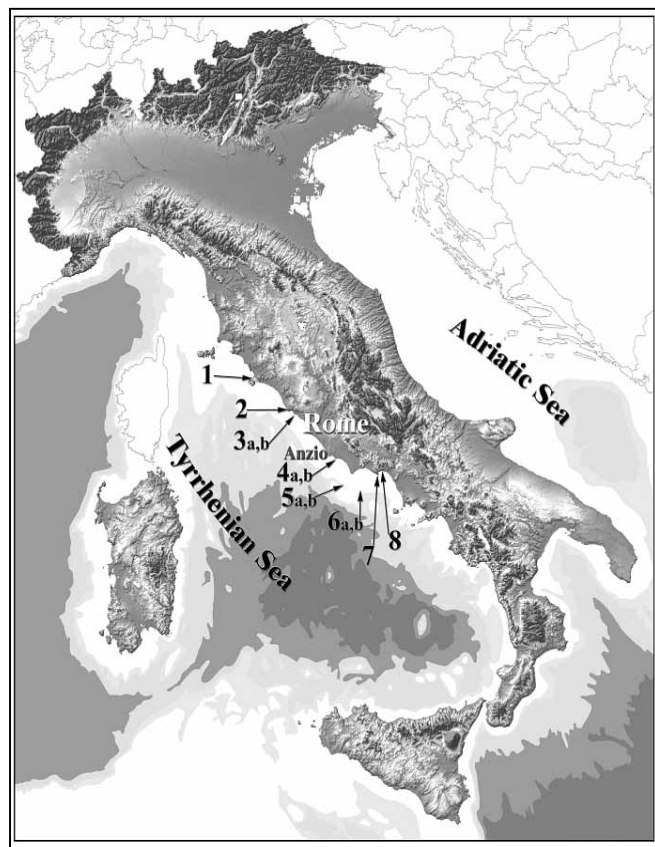 Adriatic Sea
1
2
Rome
3a,b
Anzio
4a,b
5a,b
6a,b
7
8
Tyrrhenian Sea